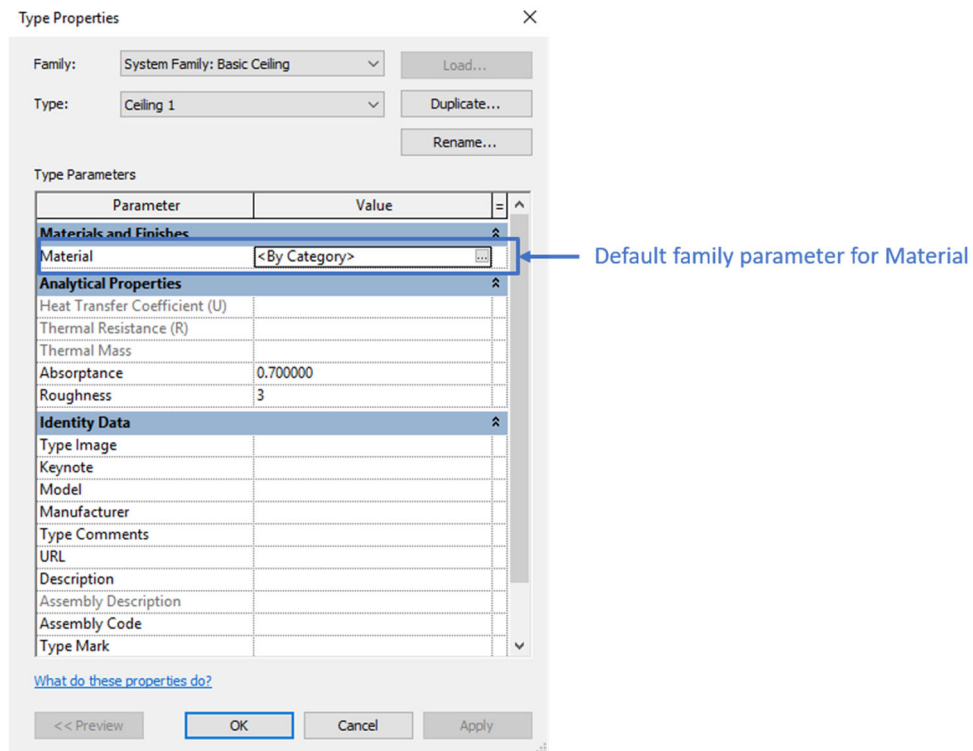 Type Properties
Family: System Family: Basic Ceiling Load...
Type: Ceiling 1 Duplicate...
Rename...
Type Parameters
Parameter Value =
Materials and Finishes
Material <By Category> ...
Default family parameter for Material
Analytical Properties
Heat Transfer Coefficient (U)
Thermal Resistance (R)
Thermal Mass
Absorptance 0.700000
Roughness 3
Identity Data
Type Image
Keynote
Model
Manufacturer
Type Comments
URL
Description
Assembly Description
Assembly Code
Type Mark
What do these properties do?
<< Preview OK Cancel Apply